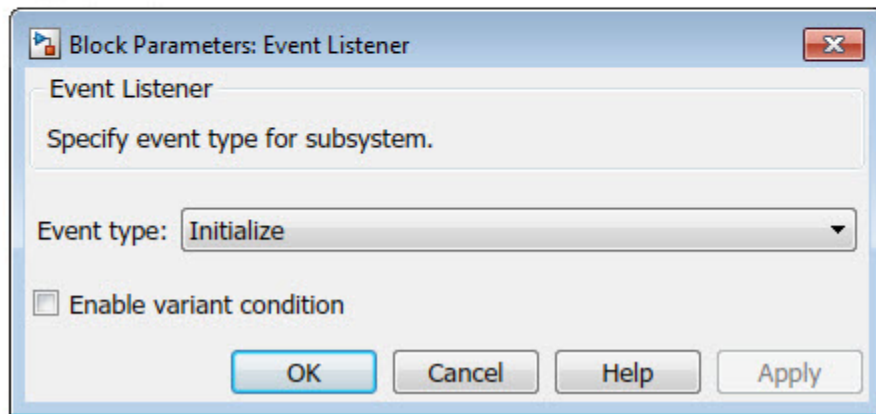 Block Parameters: Event Listener
Event Listener
Specify event type for subsystem.
Event type: Initialize
Enable variant condition
OK Cancel Help Apply